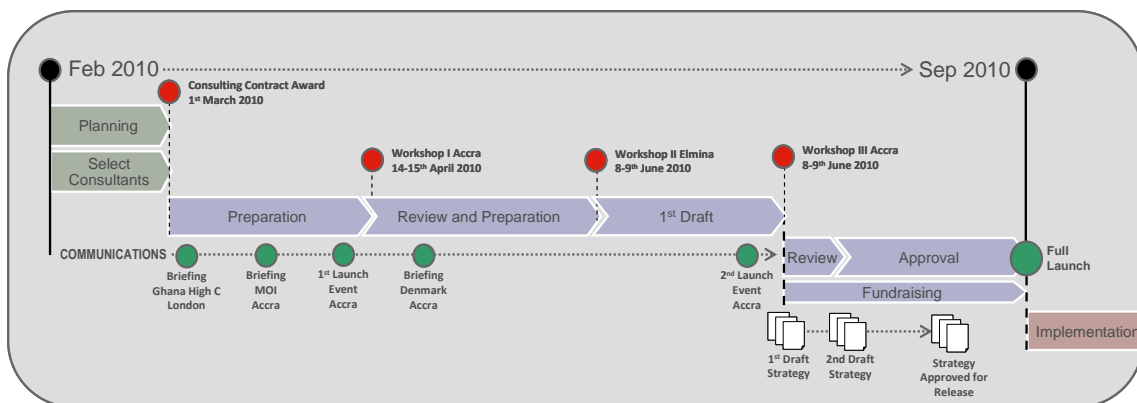 Feb 2010
Sep 2010
Consulting Contract Award
1st March 2010
Planning
Select
Consultants
Workshop I Accra
14-15th April 2010
Workshop II Elmina
8-9th June 2010
Workshop III Accra
8-9th June 2010
Preparation
Review and Preparation
1st Draft
COMMUNICATIONS
Briefing
Ghana High C
London
Briefing
MOI
Accra
1st Launch
Event
Accra
Briefing
Denmark
Accra
2nd Launch
Event
Accra
Review
Approval
Full
Launch
Fundraising
Implementation
1st Draft
Strategy
2nd Draft
Strategy
Strategy
Approved for
Release